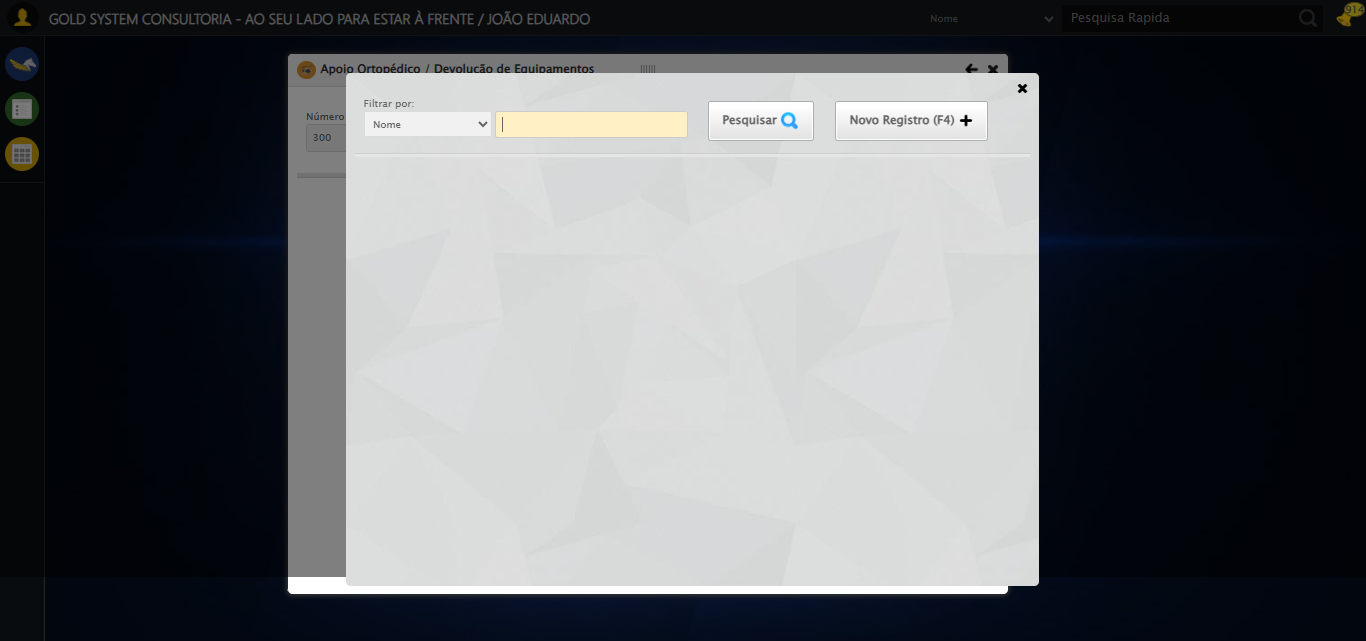 GOLD SYSTEM CONSULTORIA - AO SEU LADO PARA ESTAR À FRENTE / JOÃO EDUARDO
Nome
Pesquisa Rapida
914
Apoio Ortopédico / Devolução de Equipamentos
Filtrar por:
Nome
Pesquisar
Novo Registro (F4)
Número
300